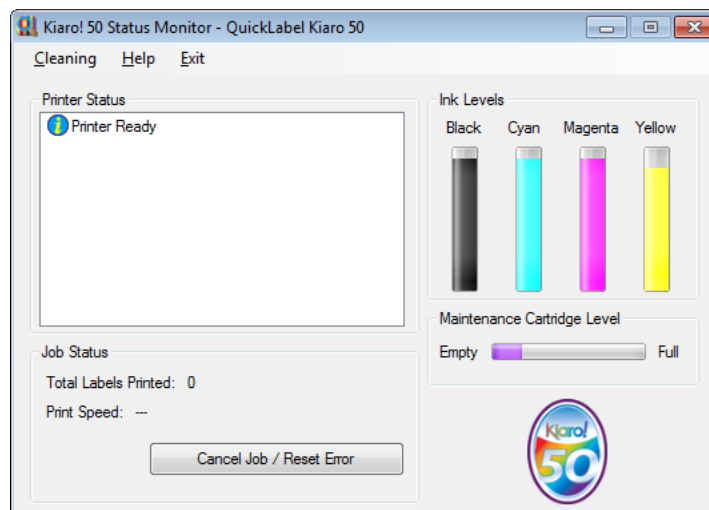 Kiaro! 50 Status Monitor - QuickLabel Kiaro 50
Cleaning Help Exit
Printer Status
Printer Ready
Ink Levels
Black Cyan Magenta Yellow
Maintenance Cartridge Level
Empty Full
Job Status
Total Labels Printed: 0
Print Speed: ---
Cancel Job / Reset Error
Kiaro!
50